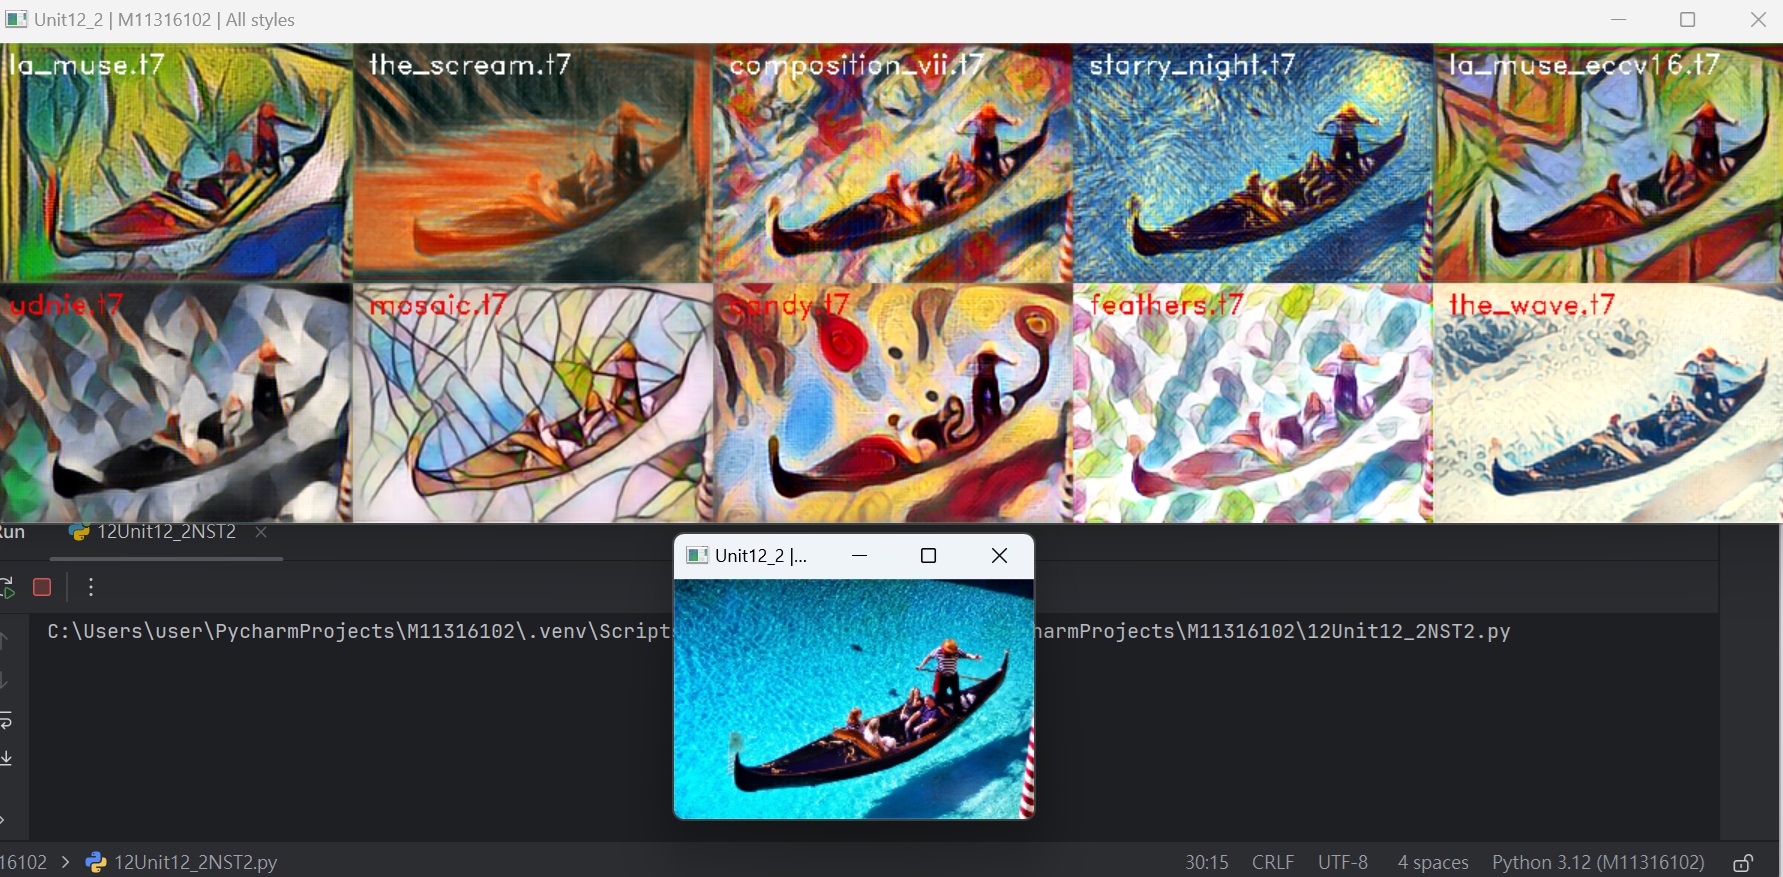 Unit12_2 | M11316102 | All styles
la_muse.t7
the_scream.t7
composition_vii.t7
starry_night.t7
la_muse_eccv16.t7
udnie.t7
mosaic.t7
candy.t7
feathers.t7
the_wave.t7
Run
12Unit12_2NST2
Unit12_2 |...
C:\Users\user\PycharmProjects\M11316102\.venv\Script
harmProjects\M11316102\12Unit12_2NST2.py
16102 > 12Unit12_2NST2.py
30:15 CRLF UTF-8 4 spaces Python 3.12 (M11316102)